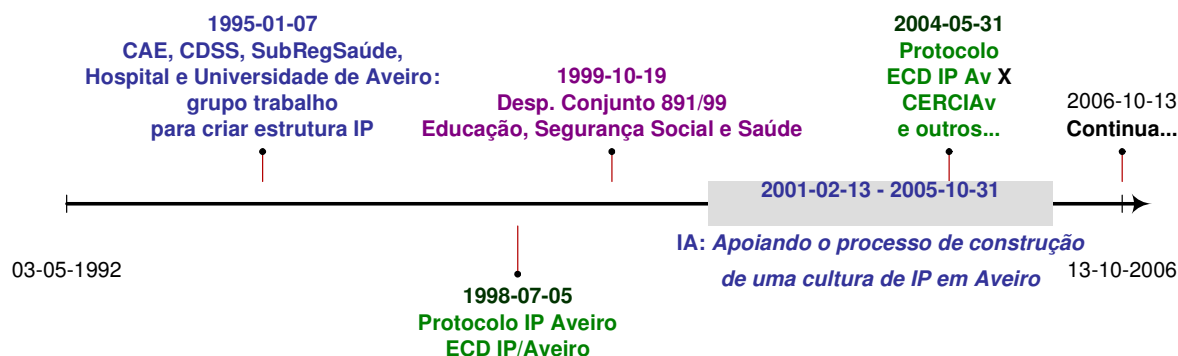 1995-01-07
CAE, CDSS, SubRegSaúde,
Hospital e Universidade de Aveiro:
grupo trabalho
para criar estrutura IP
1999-10-19
Desp. Conjunto 891/99
Educação, Segurança Social e Saúde
2004-05-31
Protocolo
ECD IP Av X
CERCIAv
e outros...
2006-10-13
Continua...
2001-02-13 - 2005-10-31
IA: Apoiando o processo de construção
de uma cultura de IP em Aveiro
03-05-1992
13-10-2006
1998-07-05
Protocolo IP Aveiro
ECD IP/Aveiro